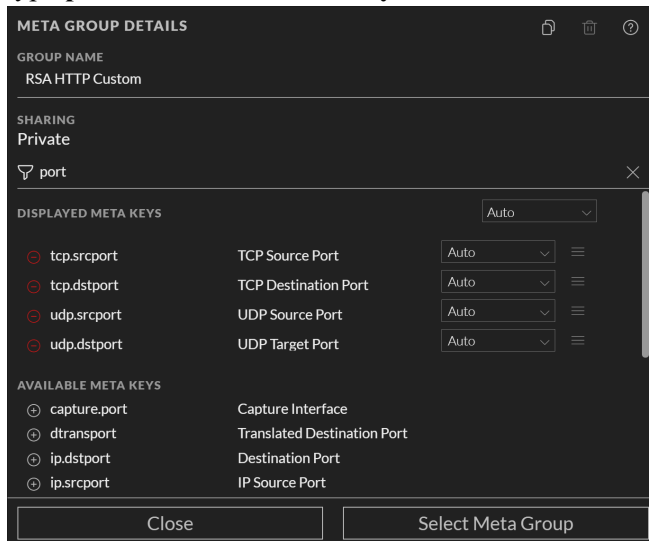 META GROUP DETAILS
GROUP NAME
RSA HTTP Custom
SHARING
Private
port
DISPLAYED META KEYS Auto
tcp.srcport TCP Source Port Auto
tcp.dstport TCP Destination Port Auto
udp.srcport UDP Source Port Auto
udp.dstport UDP Target Port Auto
AVAILABLE META KEYS
capture.port Capture Interface
dtransport Translated Destination Port
ip.dstport Destination Port
ip.srcport IP Source Port
Close Select Meta Group